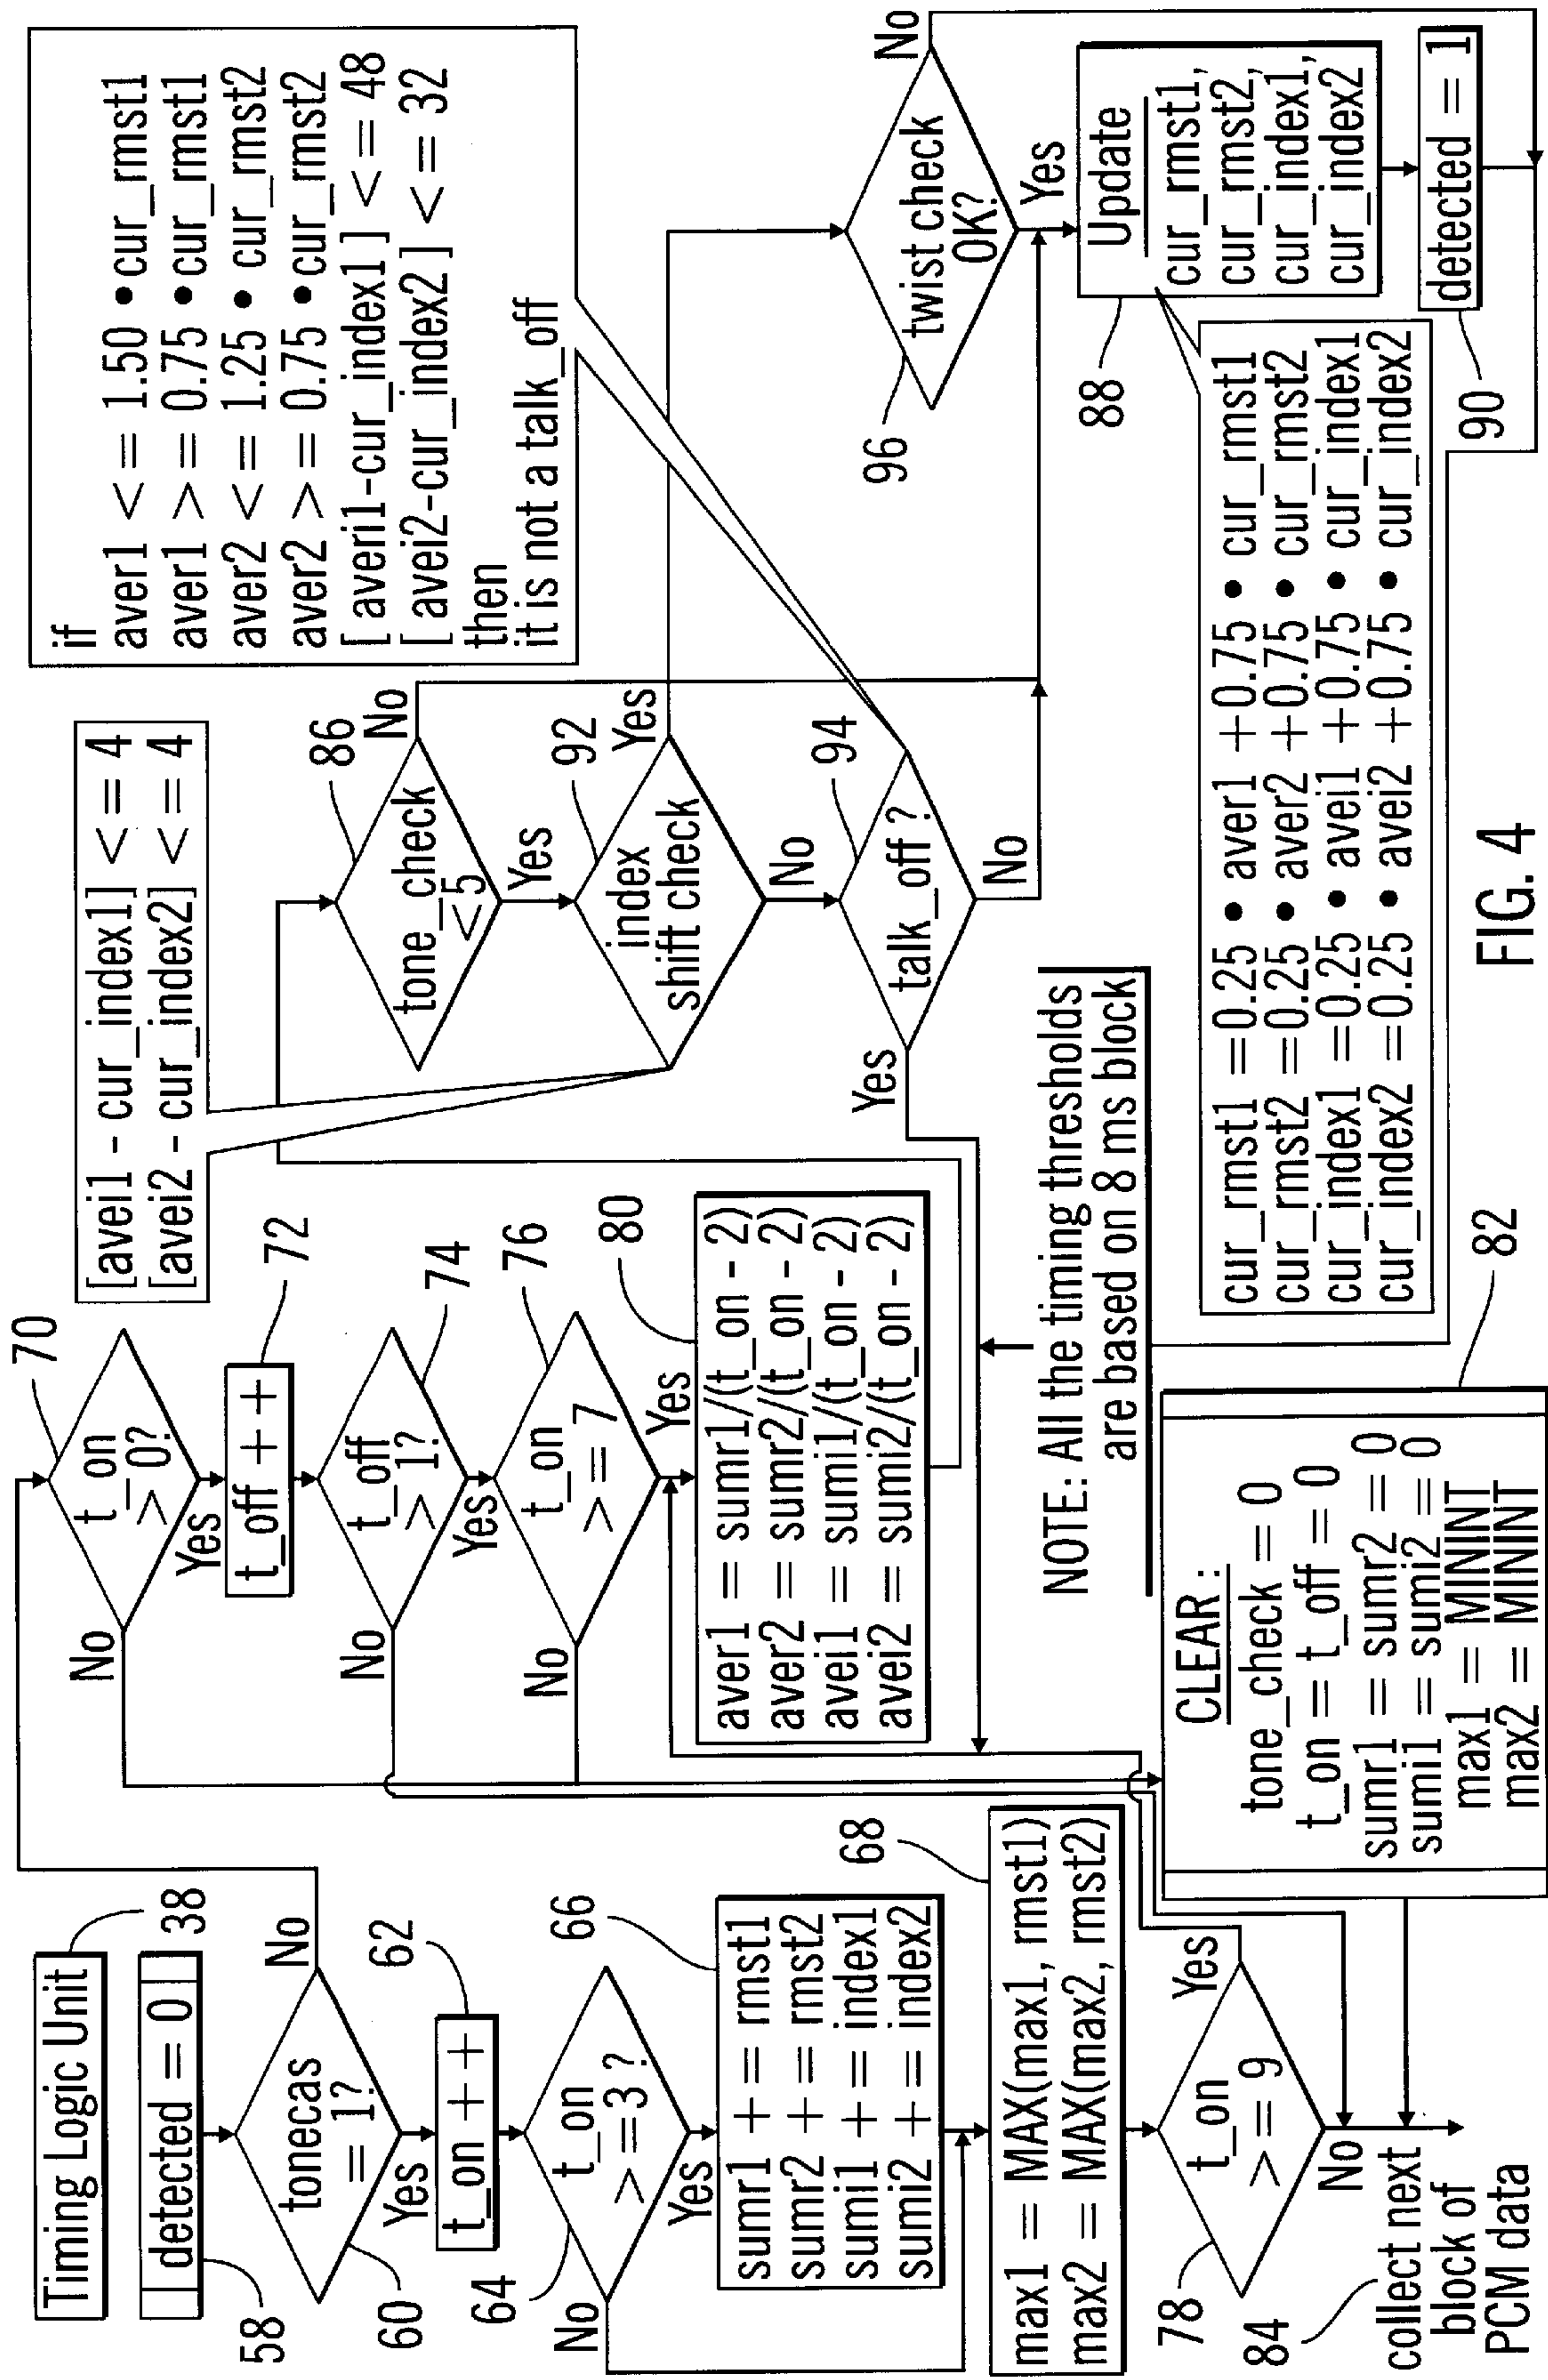 Timing Logic Unit
38
detected = 0
58
tonecas
= 1?
60
No
Yes
t_on + +
62
t_on
> = 3 ?
64
No
Yes
sumr1 + = rmst1
sumr2 + = rmst2
sumi1 + = index1
sumi2 + = index2
66
max1 = MAX(max1, rmst1)
max2 = MAX(max2, rmst2)
68
t_on
> = 9
78
Yes
No
84
collect next
block of
PCM data
t_on
> 0?
70
No
Yes
t_off + +
72
t_off
> 1?
74
No
Yes
t_on
> = 7
76
No
Yes
aver1 = sumr1/(t_on - 2)
aver2 = sumr2/(t_on - 2)
avei1 = sumi1/(t_on - 2)
avei2 = sumi2/(t_on - 2)
80
NOTE: All the timing thresholds
are based on 8 ms block
CLEAR :
tone_check = 0
t_on = t_off = 0
sumr1 = sumr2 = 0
sumi1 = sumi2 = 0
max1 = MININT
max2 = MININT
82
[avei1 - cur_index1] < = 4
[avei2 - cur_index2] < = 4
tone_check
<5
86
No
Yes
index
shift check
92
Yes
No
talk_off ?
94
Yes
No
if
aver1 < = 1.50 • cur_rmst1
aver1 > = 0.75 • cur_rmst1
aver2 < = 1.25 • cur_rmst2
aver2 > = 0.75 • cur_rmst2
[ averi1-cur_index1 ] < = 48
[ avei2-cur_index2 ] < = 32
then
it is not a talk_off
twist check
OK?
96
No
Yes
Update
cur_rmst1,
cur_rmst2,
cur_index1,
cur_index2
88
detected = 1
90
cur_rmst1 =0.25 • aver1 +0.75 • cur_rmst1
cur_rmst2 =0.25 • aver2 +0.75 • cur_rmst2
cur_index1 =0.25 • avei1 +0.75 • cur_index1
cur_index2 =0.25 • avei2 +0.75 • cur_index2
FIG. 4